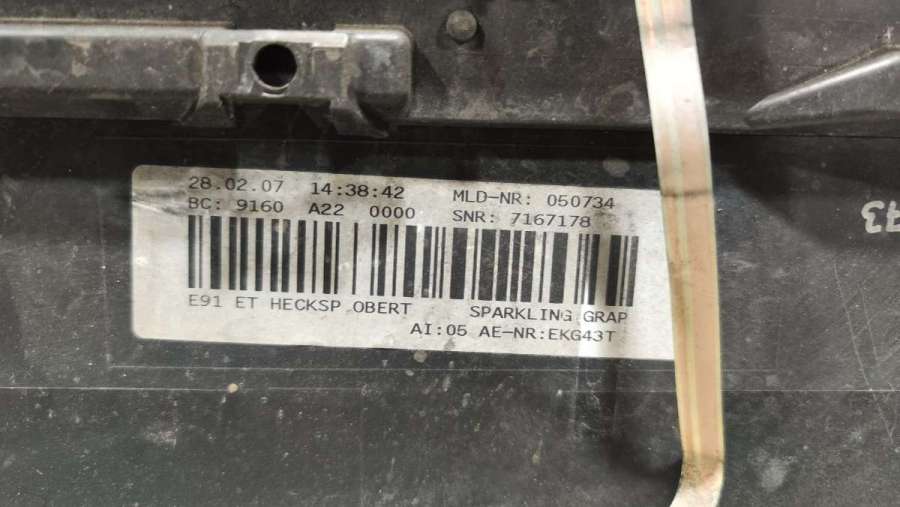 28.02.07 14:38:42 MLD-NR: 050734
BC: 9160 A22 0000 SNR: 7167178
E91 ET HECKSP OBERT SPARKLING GRAP
AI:05 AE-NR:EKG43T